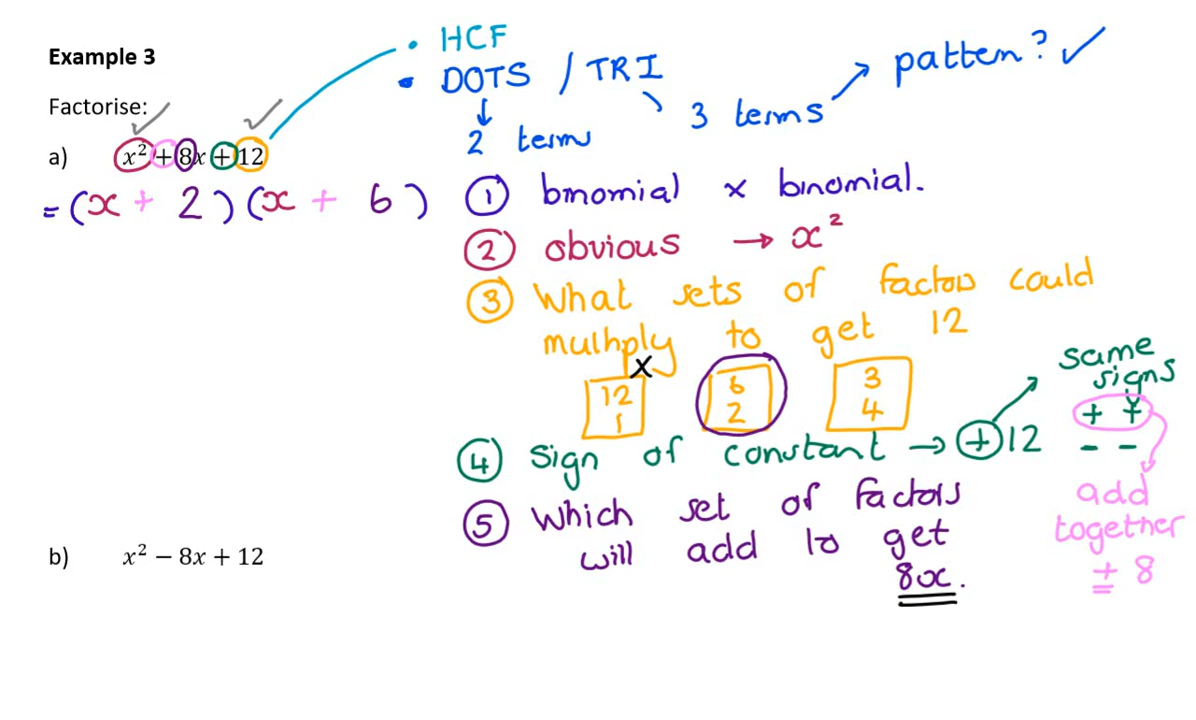 Example 3
Factorise:
a) x² + 8x + 12
= (x + 2)(x + 6)
• HCF
• DOTS / TRI
2 terms
3 terms
pattern? ✓
① binomial × binomial.
② obvious → x²
③ What sets of factors could
multiply to get 12
12
1
×
6
2
3
4
④ Sign of constant → +12
same
signs
+ +
- -
add
together
+ 8
⑤ Which set of factors
will add to get
8x.
b) x² − 8x + 12